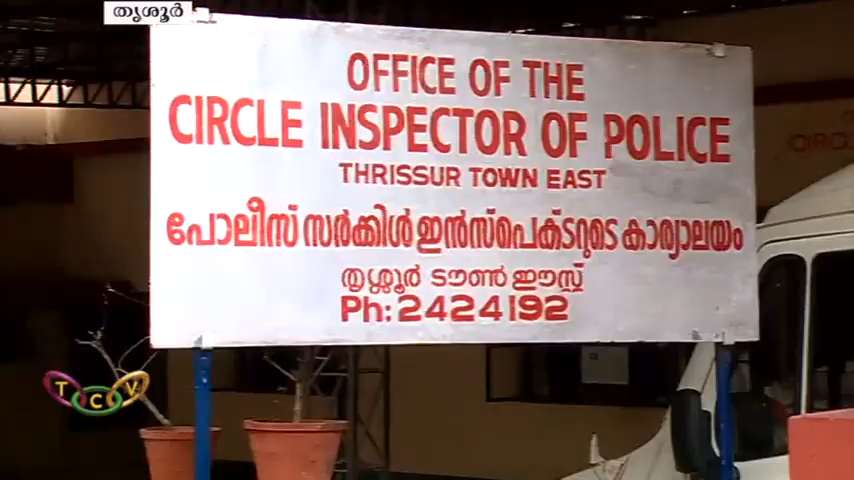 തൃശൂർ
OFFICE OF THE
CIRCLE INSPECTOR OF POLICE
THRISSUR TOWN EAST
പോലീസ് സർക്കിൾ ഇൻസ്പെക്ടറുടെ കാര്യാലയം
തൃശ്ശൂർ ടൗൺ ഈസ്റ്റ്
Ph: 2424192
TCV